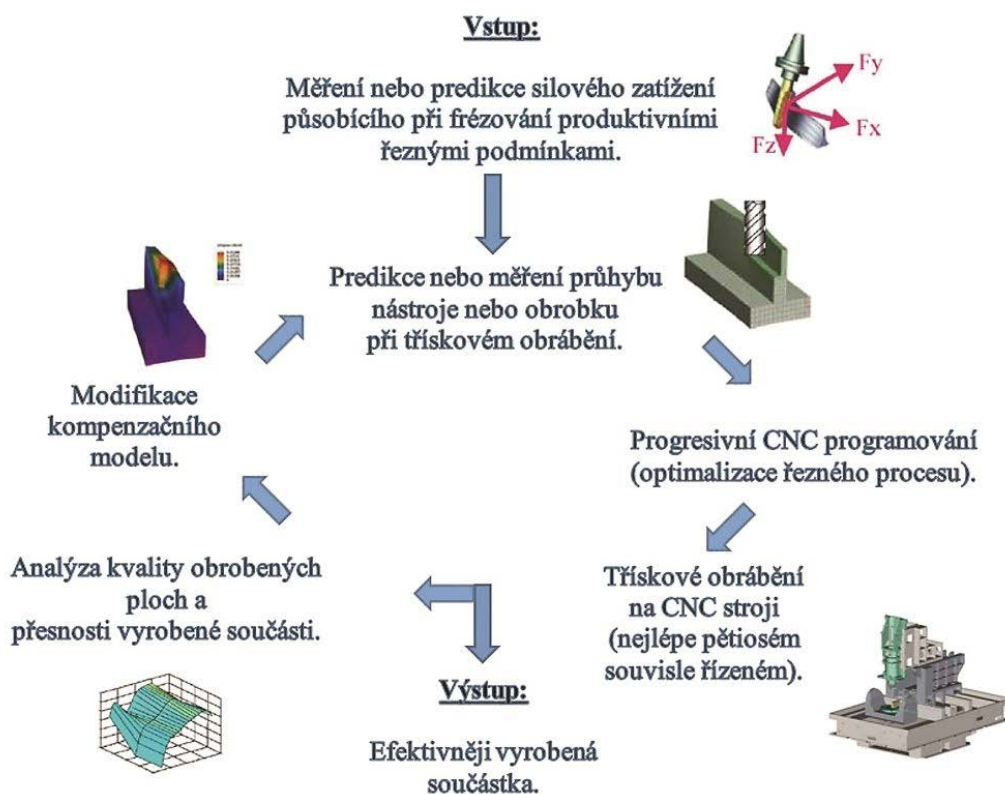 Vstup:
Měření nebo predikce silového zatížení
působícího při frézování produktivními
řeznými podmínkami.
Fy
Fx
Fz
Predikce nebo měření průhybu
nástroje nebo obrobku
při třískovém obrábění.
Modifikace
kompenzačního
modelu.
Progresivní CNC programování
(optimalizace řezného procesu).
Analýza kvality obrobených
ploch a
přesnosti vyrobené součásti.
Třískové obrábění
na CNC stroji
(nejlépe pětiosém
souvisle řízeném).
Výstup:
Efektivněji vyrobená
součástka.